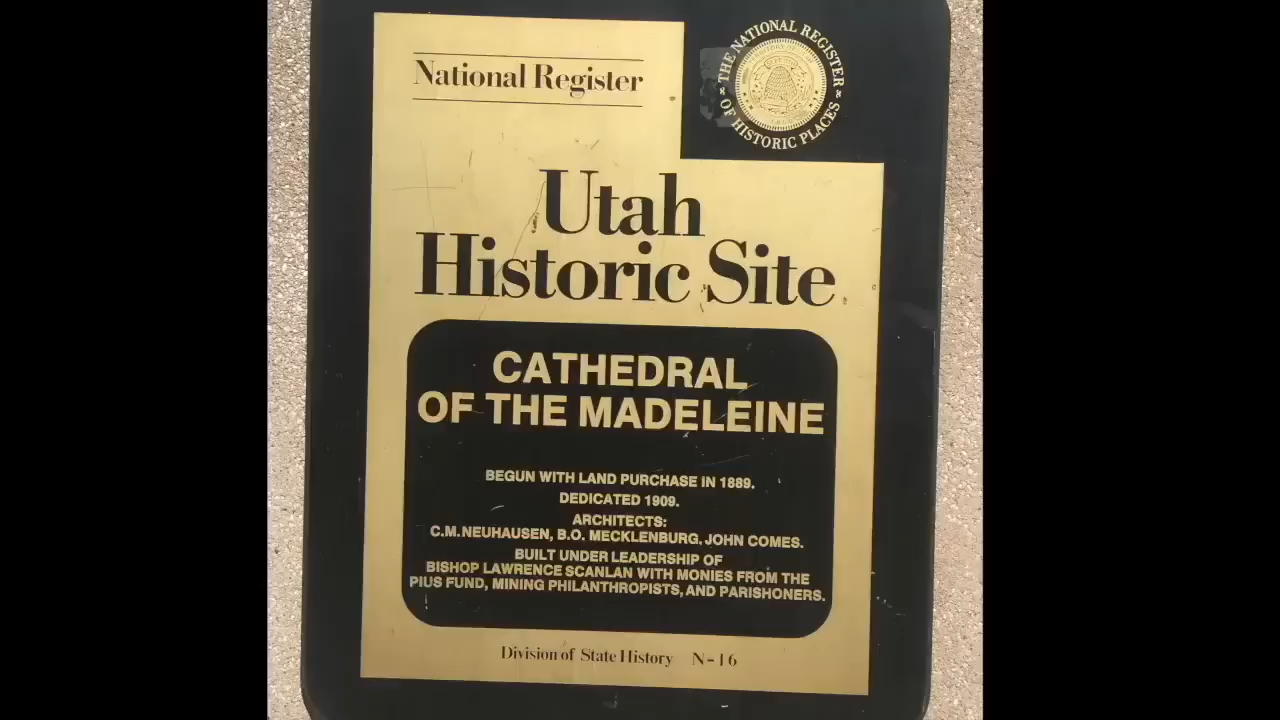 National Register
THE NATIONAL REGISTER
OF HISTORIC PLACES
Utah
Historic Site
CATHEDRAL
OF THE MADELEINE
BEGUN WITH LAND PURCHASE IN 1889.
DEDICATED 1909.
ARCHITECTS:
C.M.NEUHAUSEN, B.O. MECKLENBURG, JOHN COMES.
BUILT UNDER LEADERSHIP OF
BISHOP LAWRENCE SCANLAN WITH MONIES FROM THE
PIUS FUND, MINING PHILANTHROPISTS, AND PARISHONERS.
Division of State History N-16